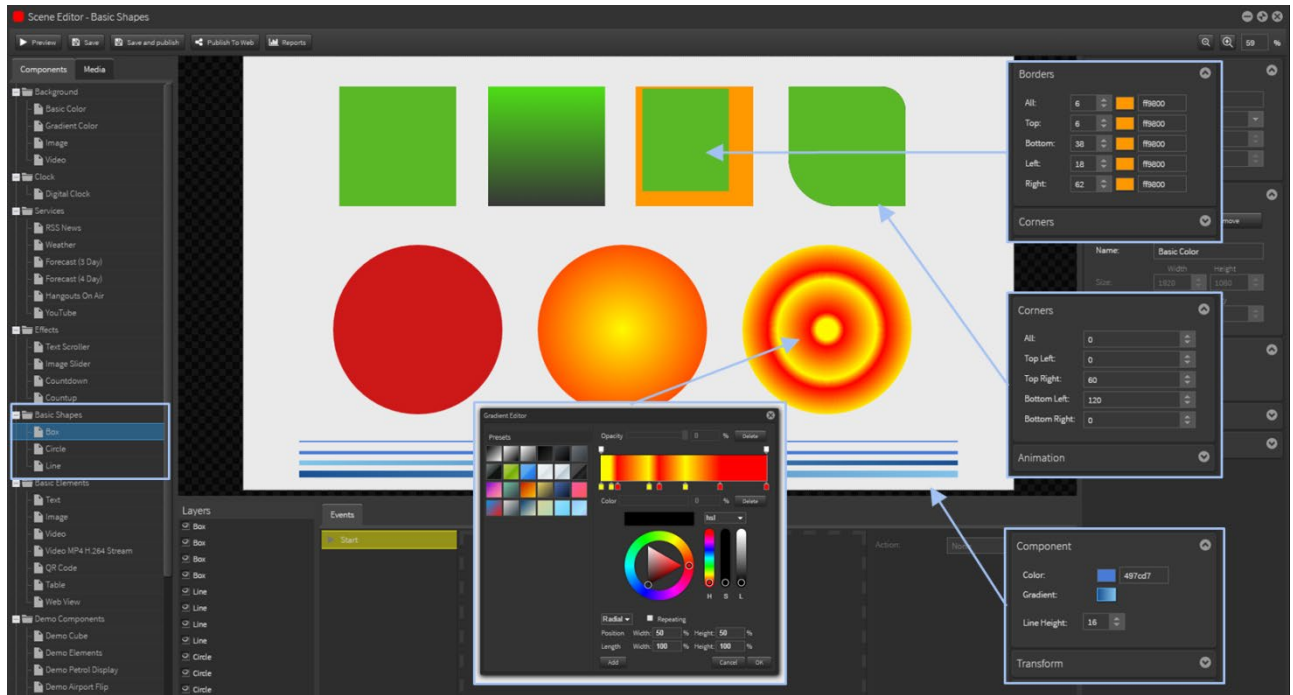 Scene Editor - Basic Shapes
Preview Save Save and publish Publish To Web Reports 59 %
Components Media
Background
Basic Color
Gradient Color
Image
Video
Clock
Digital Clock
Services
RSS News
Weather
Forecast (3 Day)
Forecast (4 Day)
Hangouts On Air
YouTube
Effects
Text Scroller
Image Slider
Countdown
Countup
Basic Shapes
Box
Circle
Line
Basic Elements
Text
Image
Video
Video MP4 H.264 Stream
QR Code
Table
Web View
Demo Components
Demo Cube
Demo Elements
Demo Petrol Display
Demo Airport Flip
Layers
Box
Box
Box
Box
Line
Line
Line
Line
Circle
Circle
Circle
Events
Start
Action:
Gradient Editor
Presets
Opacity 0 % Delete
Color 0 % Delete
hsl
H S L
Radial Repeating
Position Width: 50 % Height: 50 %
Length Width: 100 % Height: 100 %
Add Cancel OK
Borders
All: 6 ff9800
Top: 6 ff9800
Bottom: 38 ff9800
Left: 18 ff9800
Right: 62 ff9800
Corners
Name: Basic Color
Width Height
Size: 1920 1080
Corners
All: 0
Top Left: 0
Top Right: 60
Bottom Left: 120
Bottom Right: 0
Animation
Component
Color: 497cd7
Gradient:
Line Height: 16
Transform